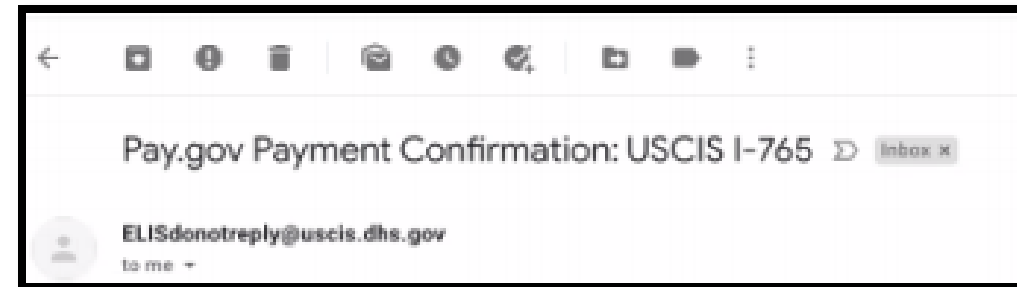 Pay.gov Payment Confirmation: USCIS I-765 Inbox x
ELISdonotreply@uscis.dhs.gov
to me